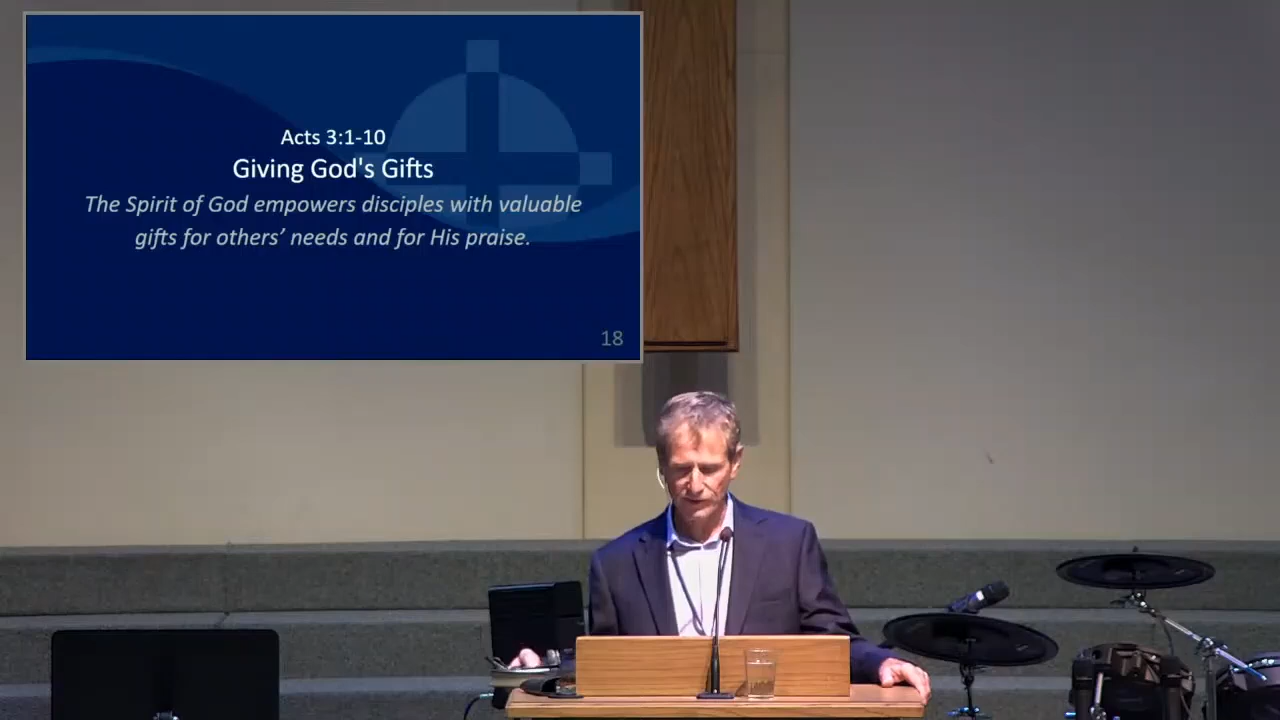 Acts 3:1-10
Giving God's Gifts
The Spirit of God empowers disciples with valuable
gifts for others’ needs and for His praise.
18